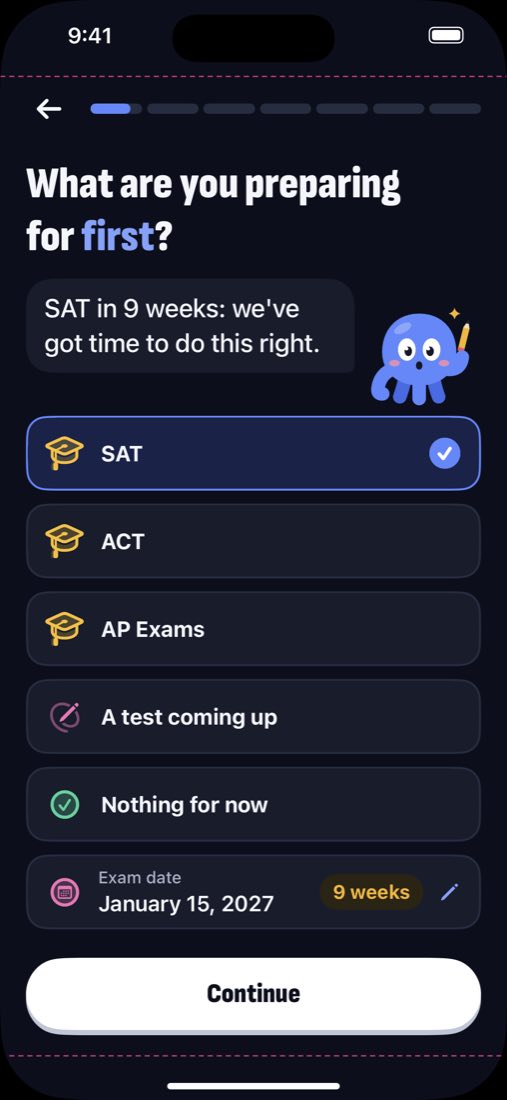 9:41
What are you preparing
for first?
SAT in 9 weeks: we've
got time to do this right.
SAT
ACT
AP Exams
A test coming up
Nothing for now
Exam date
January 15, 2027
9 weeks
Continue